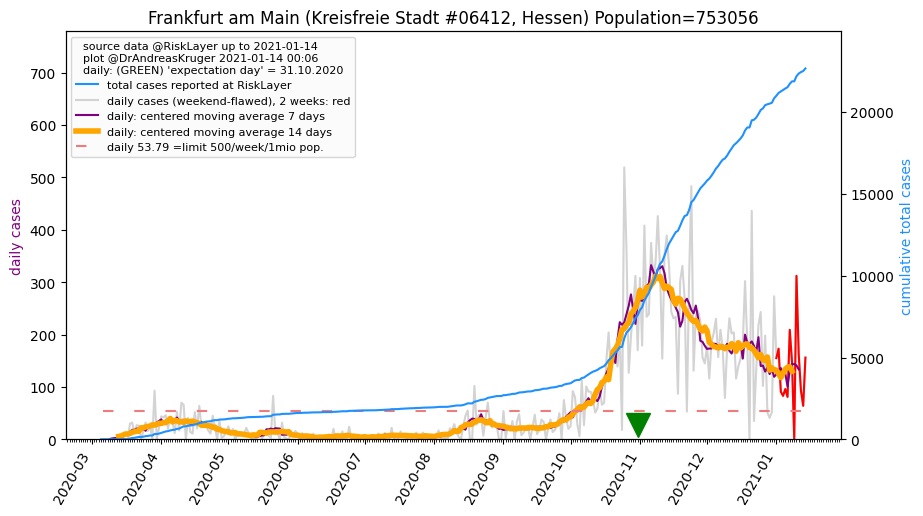 Frankfurt am Main (Kreisfreie Stadt #06412, Hessen) Population=753056
source data @RiskLayer up to 2021-01-14
plot @DrAndreasKruger 2021-01-14 00:06
daily: (GREEN) 'expectation day' = 31.10.2020
total cases reported at RiskLayer
daily cases (weekend-flawed), 2 weeks: red
daily: centered moving average 7 days
daily: centered moving average 14 days
daily 53.79 =limit 500/week/1mio pop.
daily cases
700
600
500
400
300
200
100
0
cumulative total cases
20000
15000
10000
5000
0
2020-03
2020-04
2020-05
2020-06
2020-07
2020-08
2020-09
2020-10
2020-11
2020-12
2021-01